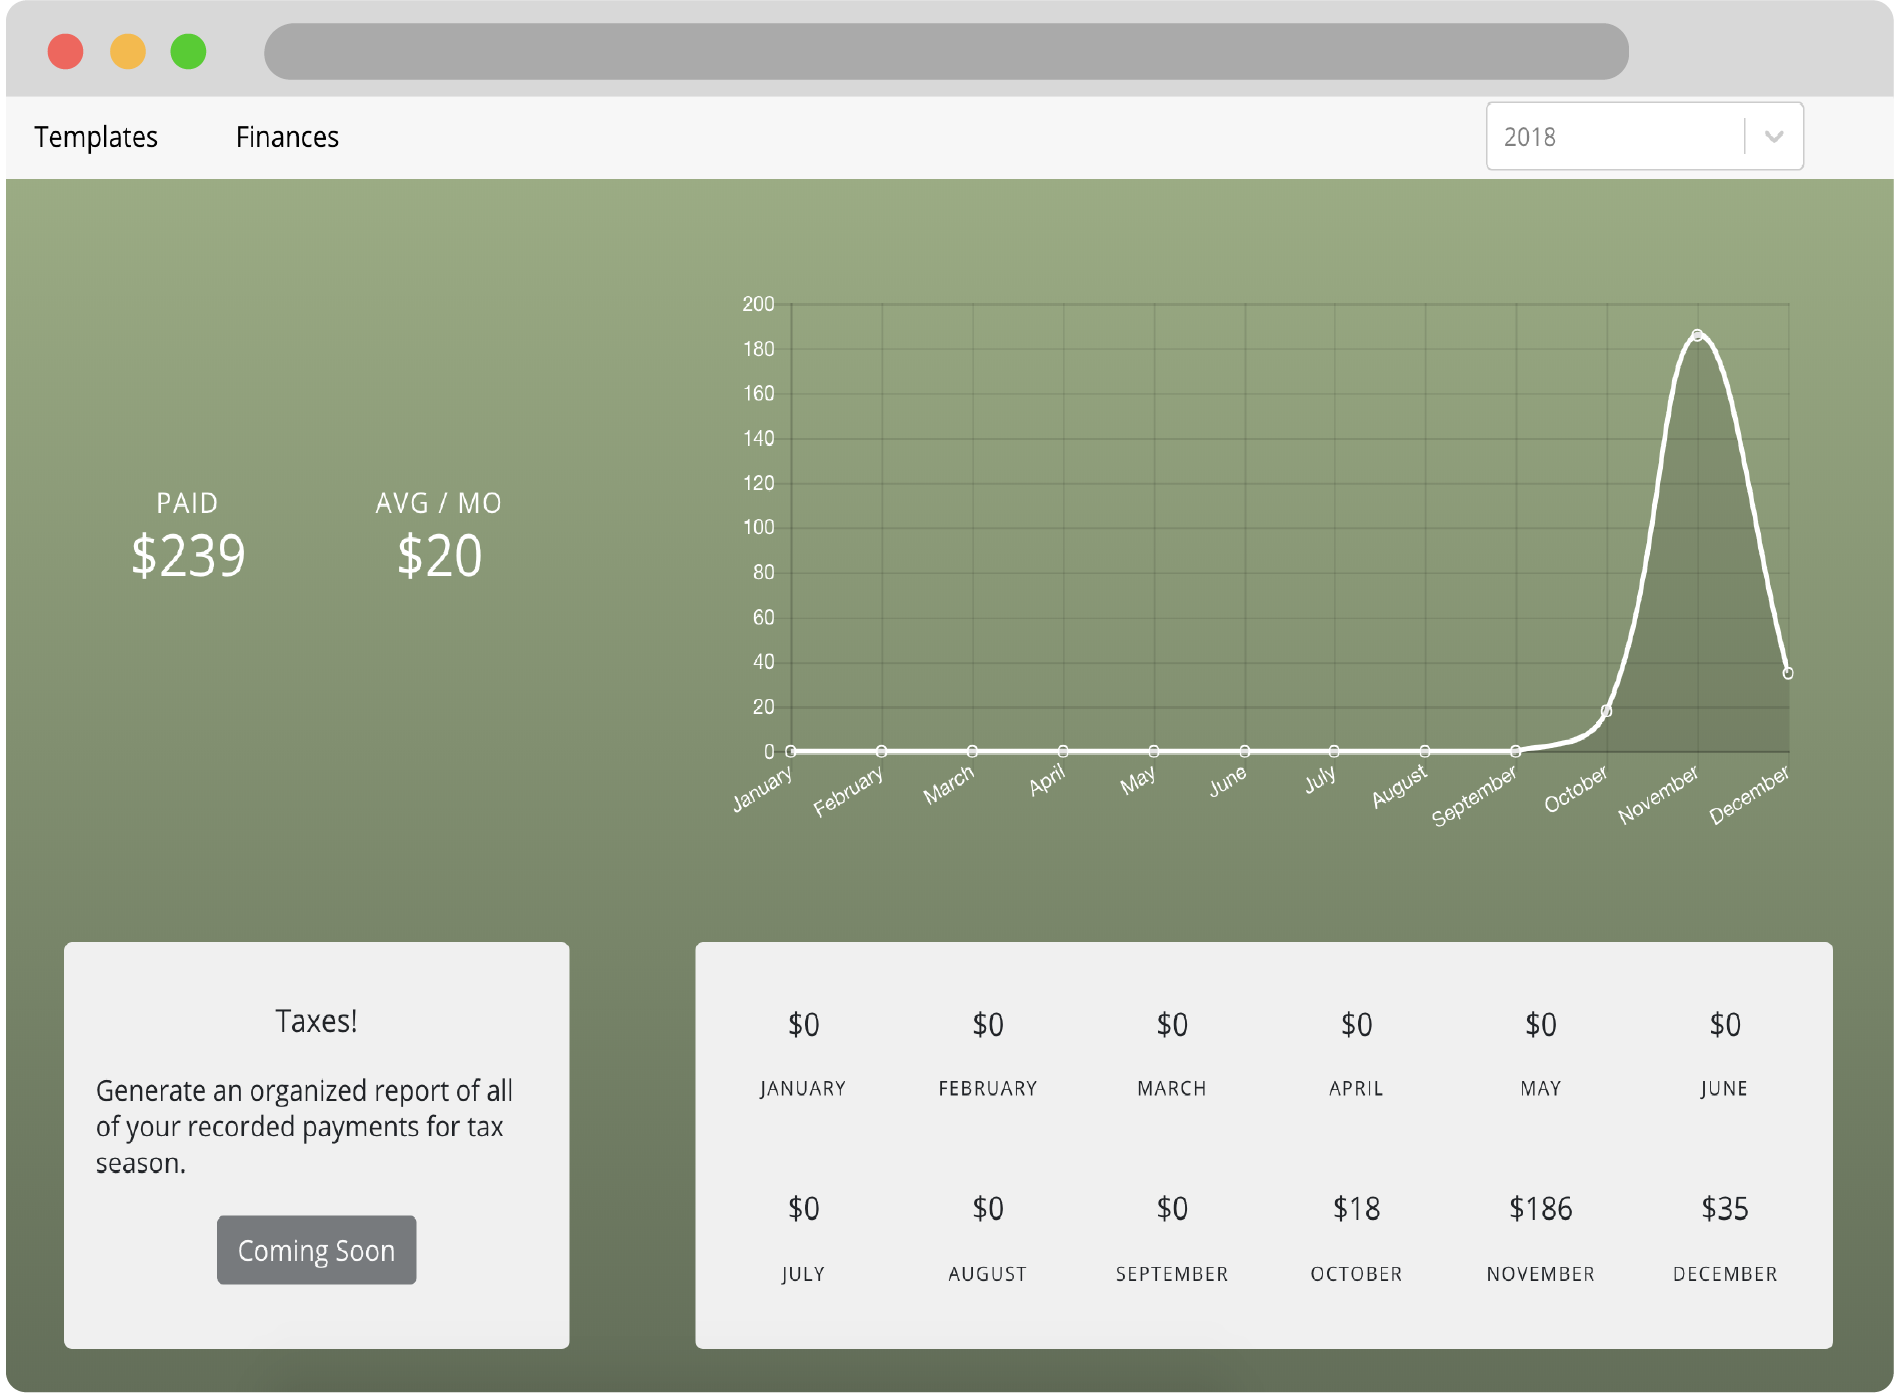 Templates
Finances
2018
PAID
$239
AVG / MO
$20
200
180
160
140
120
100
80
60
40
20
0
January
February
March
April
May
June
July
August
September
October
November
December
Taxes!
Generate an organized report of all
of your recorded payments for tax
season.
Coming Soon
$0 $0 $0 $0 $0 $0
JANUARY FEBRUARY MARCH APRIL MAY JUNE
$0 $0 $0 $18 $186 $35
JULY AUGUST SEPTEMBER OCTOBER NOVEMBER DECEMBER